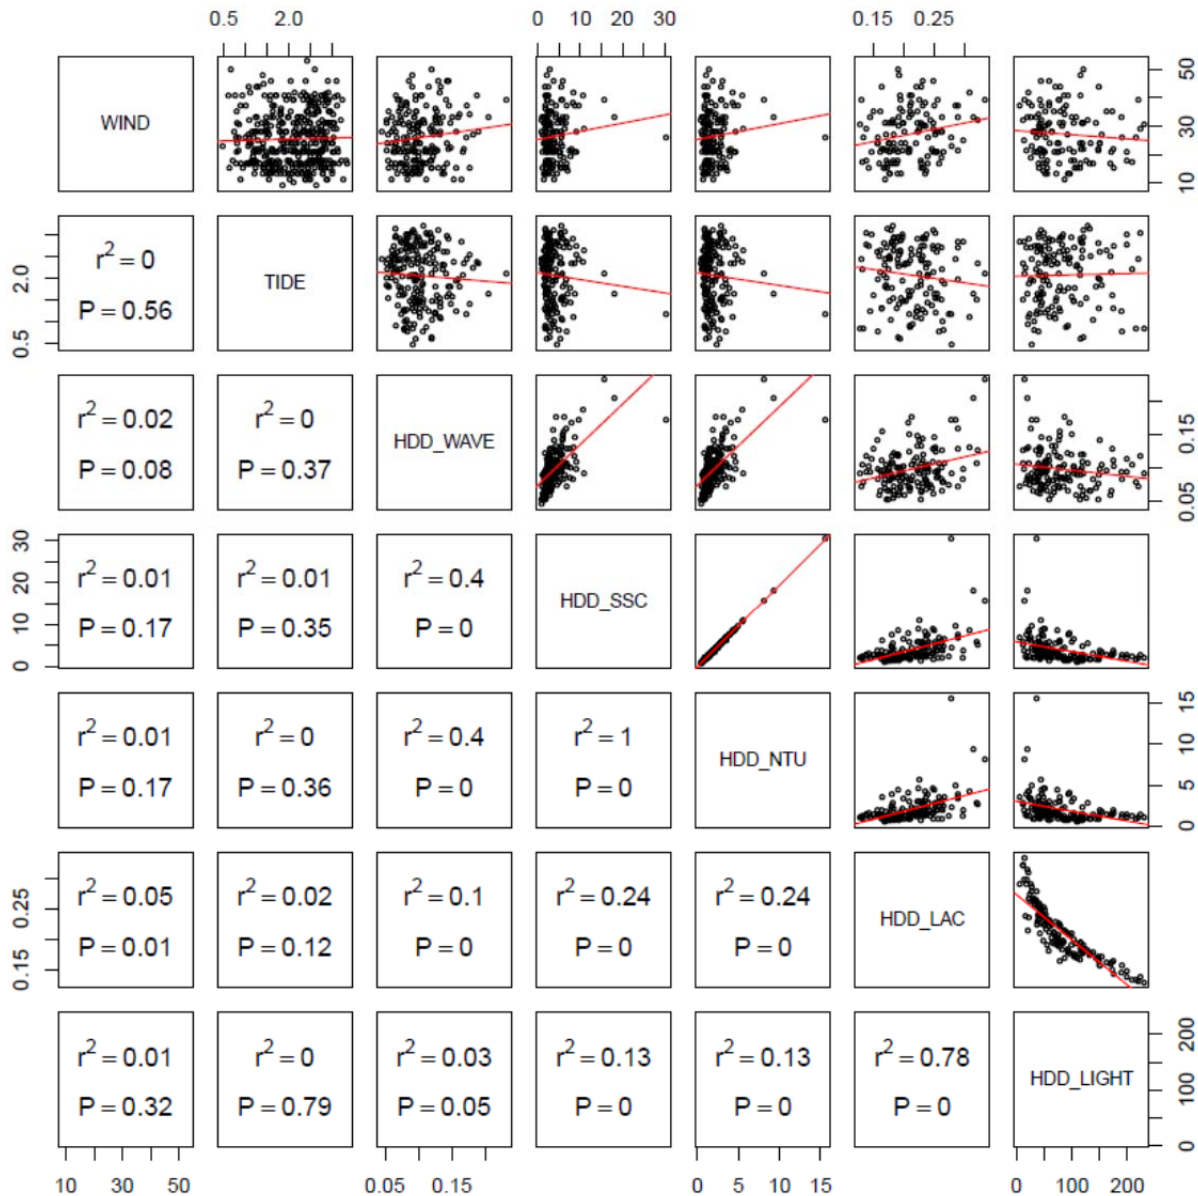 0.5 2.0 0 10 20 30 0.15 0.25
WIND
10 30 50
r² = 0
P = 0.56
TIDE
0.5 2.0
r² = 0.02
P = 0.08
r² = 0
P = 0.37
HDD_WAVE
0.05 0.15
r² = 0.01
P = 0.17
r² = 0.01
P = 0.35
r² = 0.4
P = 0
HDD_SSC
0 10 20 30
r² = 0.01
P = 0.17
r² = 0
P = 0.36
r² = 0.4
P = 0
r² = 1
P = 0
HDD_NTU
0 5 10 15
r² = 0.05
P = 0.01
r² = 0.02
P = 0.12
r² = 0.1
P = 0
r² = 0.24
P = 0
r² = 0.24
P = 0
HDD_LAC
0.15 0.25
r² = 0.01
P = 0.32
r² = 0
P = 0.79
r² = 0.03
P = 0.05
r² = 0.13
P = 0
r² = 0.13
P = 0
r² = 0.78
P = 0
HDD_LIGHT
0 100 200
10 30 50 0.05 0.15 0 5 10 15 0 100 200